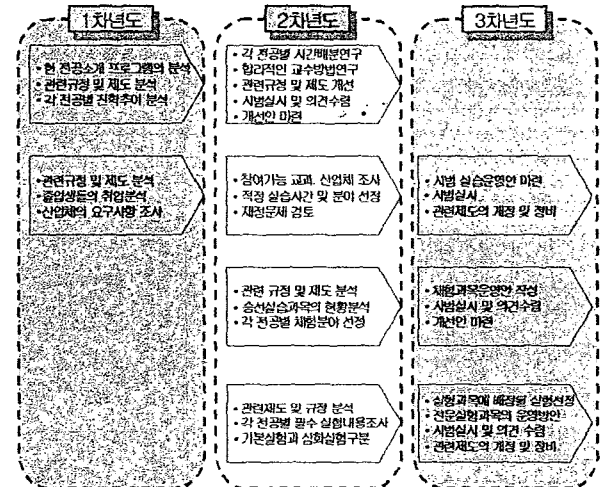 1차년도
• 현 전공소개 프로그램의 분석
• 관련규정 및 제도 분석
• 각 전공별 진학추이 분석
• 관련규정 및 제도 분석
• 졸업생들의 취업분석
• 산업체의 요구사항 조사
2차년도
• 각 전공별 시간배분연구
• 합리적인 교수방법연구
• 관련규정 및 제도 개선
• 시범실시 및 의견수렴
• 개선안 마련
• 참여가능 교과, 산업체 조사
• 적정 실습시간 및 분야 선정
• 재정문제 검토
• 관련 규정 및 제도 분석
• 승선실습과목의 현황분석
• 각 전공별 체험분야 선정
• 관련제도 및 규정 분석
• 각 전공별 필수 실험내용조사
• 기본실험과 심화실험구분
3차년도
• 시범 실습운영안 마련
• 시범실시
• 관련제도의 개정 및 정비
• 체험과목운영안 작성
• 시범실시 및 의견수렴
• 개선안 마련
• 실험과목에 배정될 실험선정
• 전문실험과목의 운영방안
• 시범실시 및 의견 수렴
• 관련제도의 개정 및 정비